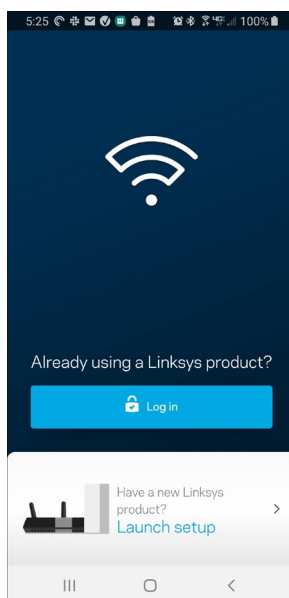 5:25
100%
Already using a Linksys product?
Log in
Have a new Linksys
product?
Launch setup